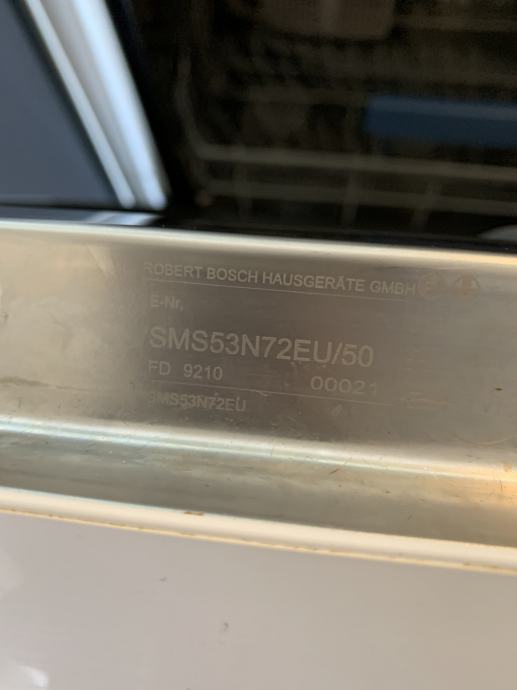 ROBERT BOSCH HAUSGERÄTE GMBH
E-Nr,
SMS53N72EU/50
FD 9210 00021
SMS53N72EU